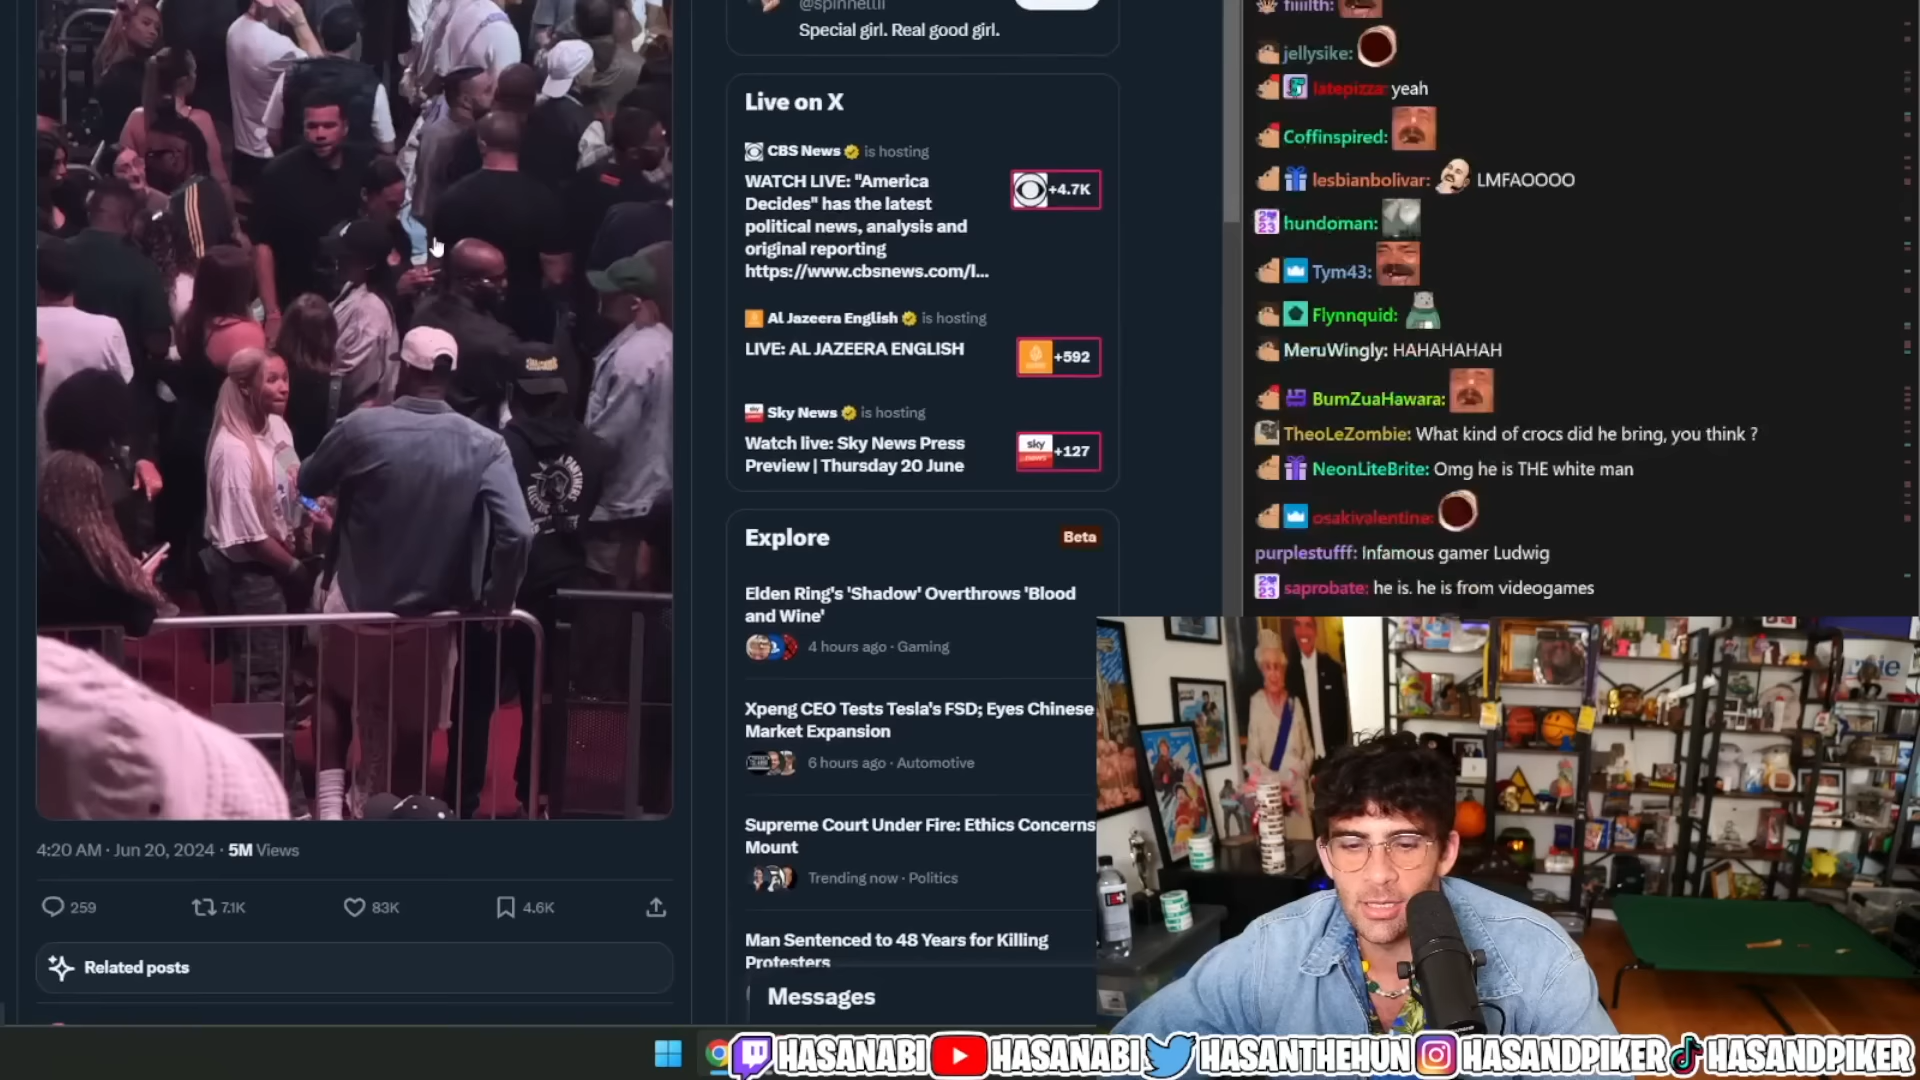 @spinnellii
Special girl. Real good girl.
Live on X
CBS News is hosting
WATCH LIVE: "America
Decides" has the latest
political news, analysis and
original reporting
https://www.cbsnews.com/l...
+4.7K
Al Jazeera English is hosting
LIVE: AL JAZEERA ENGLISH
+592
Sky News is hosting
Watch live: Sky News Press
Preview | Thursday 20 June
sky
+127
Explore
Beta
Elden Ring's 'Shadow' Overthrows 'Blood
and Wine'
4 hours ago · Gaming
Xpeng CEO Tests Tesla's FSD; Eyes Chinese
Market Expansion
6 hours ago · Automotive
Supreme Court Under Fire: Ethics Concerns
Mount
Trending now · Politics
Man Sentenced to 48 Years for Killing
Protesters
Messages
PANTHERS
4:20 AM · Jun 20, 2024 · 5M Views
259
7.1K
83K
4.6K
Related posts
jellysike:
latepizza: yeah
Coffinspired:
lesbianbolivar: LMFAOOOO
hundoman:
Tym43:
Flynnquid:
MeruWingly: HAHAHAHAH
BumZuaHawara:
TheoLeZombie: What kind of crocs did he bring, you think ?
NeonLiteBrite: Omg he is THE white man
osakivalentine:
purplestufff: Infamous gamer Ludwig
saprobate: he is. he is from videogames
HASANABI HASANABI HASANTHEHUN HASANDPIKER HASANDPIKER